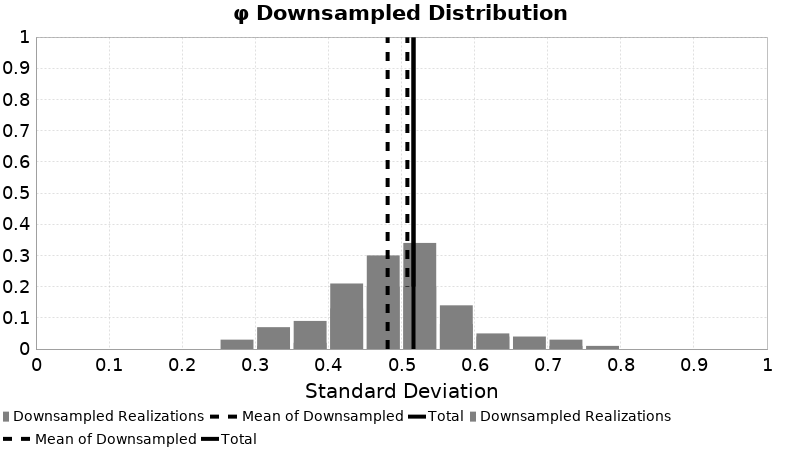 φ Downsampled Distribution
1
0.9
0.8
0.7
0.6
0.5
0.4
0.3
0.2
0.1
0
0 0.1 0.2 0.3 0.4 0.5 0.6 0.7 0.8 0.9 1
Standard Deviation
Downsampled Realizations Mean of Downsampled Total Downsampled Realizations
Mean of Downsampled Total